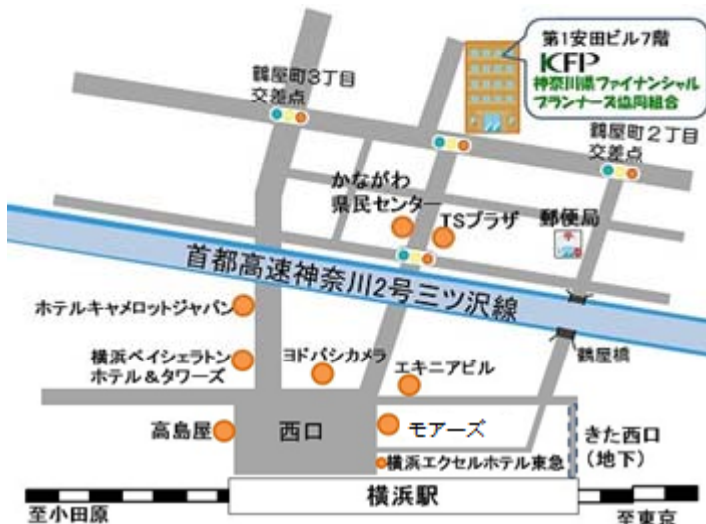 第1安田ビル7階
KFP
神奈川県ファイナンシャル
プランナーズ協同組合
鶴屋町3丁目
交差点
鶴屋町2丁目
交差点
かながわ
県民センター
TSプラザ
郵便局
首都高速神奈川2号三ツ沢線
ホテルキャメロットジャパン
鶴屋橋
横浜ベイシェラトン
ホテル&タワーズ
ヨドバシカメラ
エキニアビル
高島屋
西口
モアーズ
きた西口
(地下)
横浜エクセルホテル東急
横浜駅
至小田原
至東京